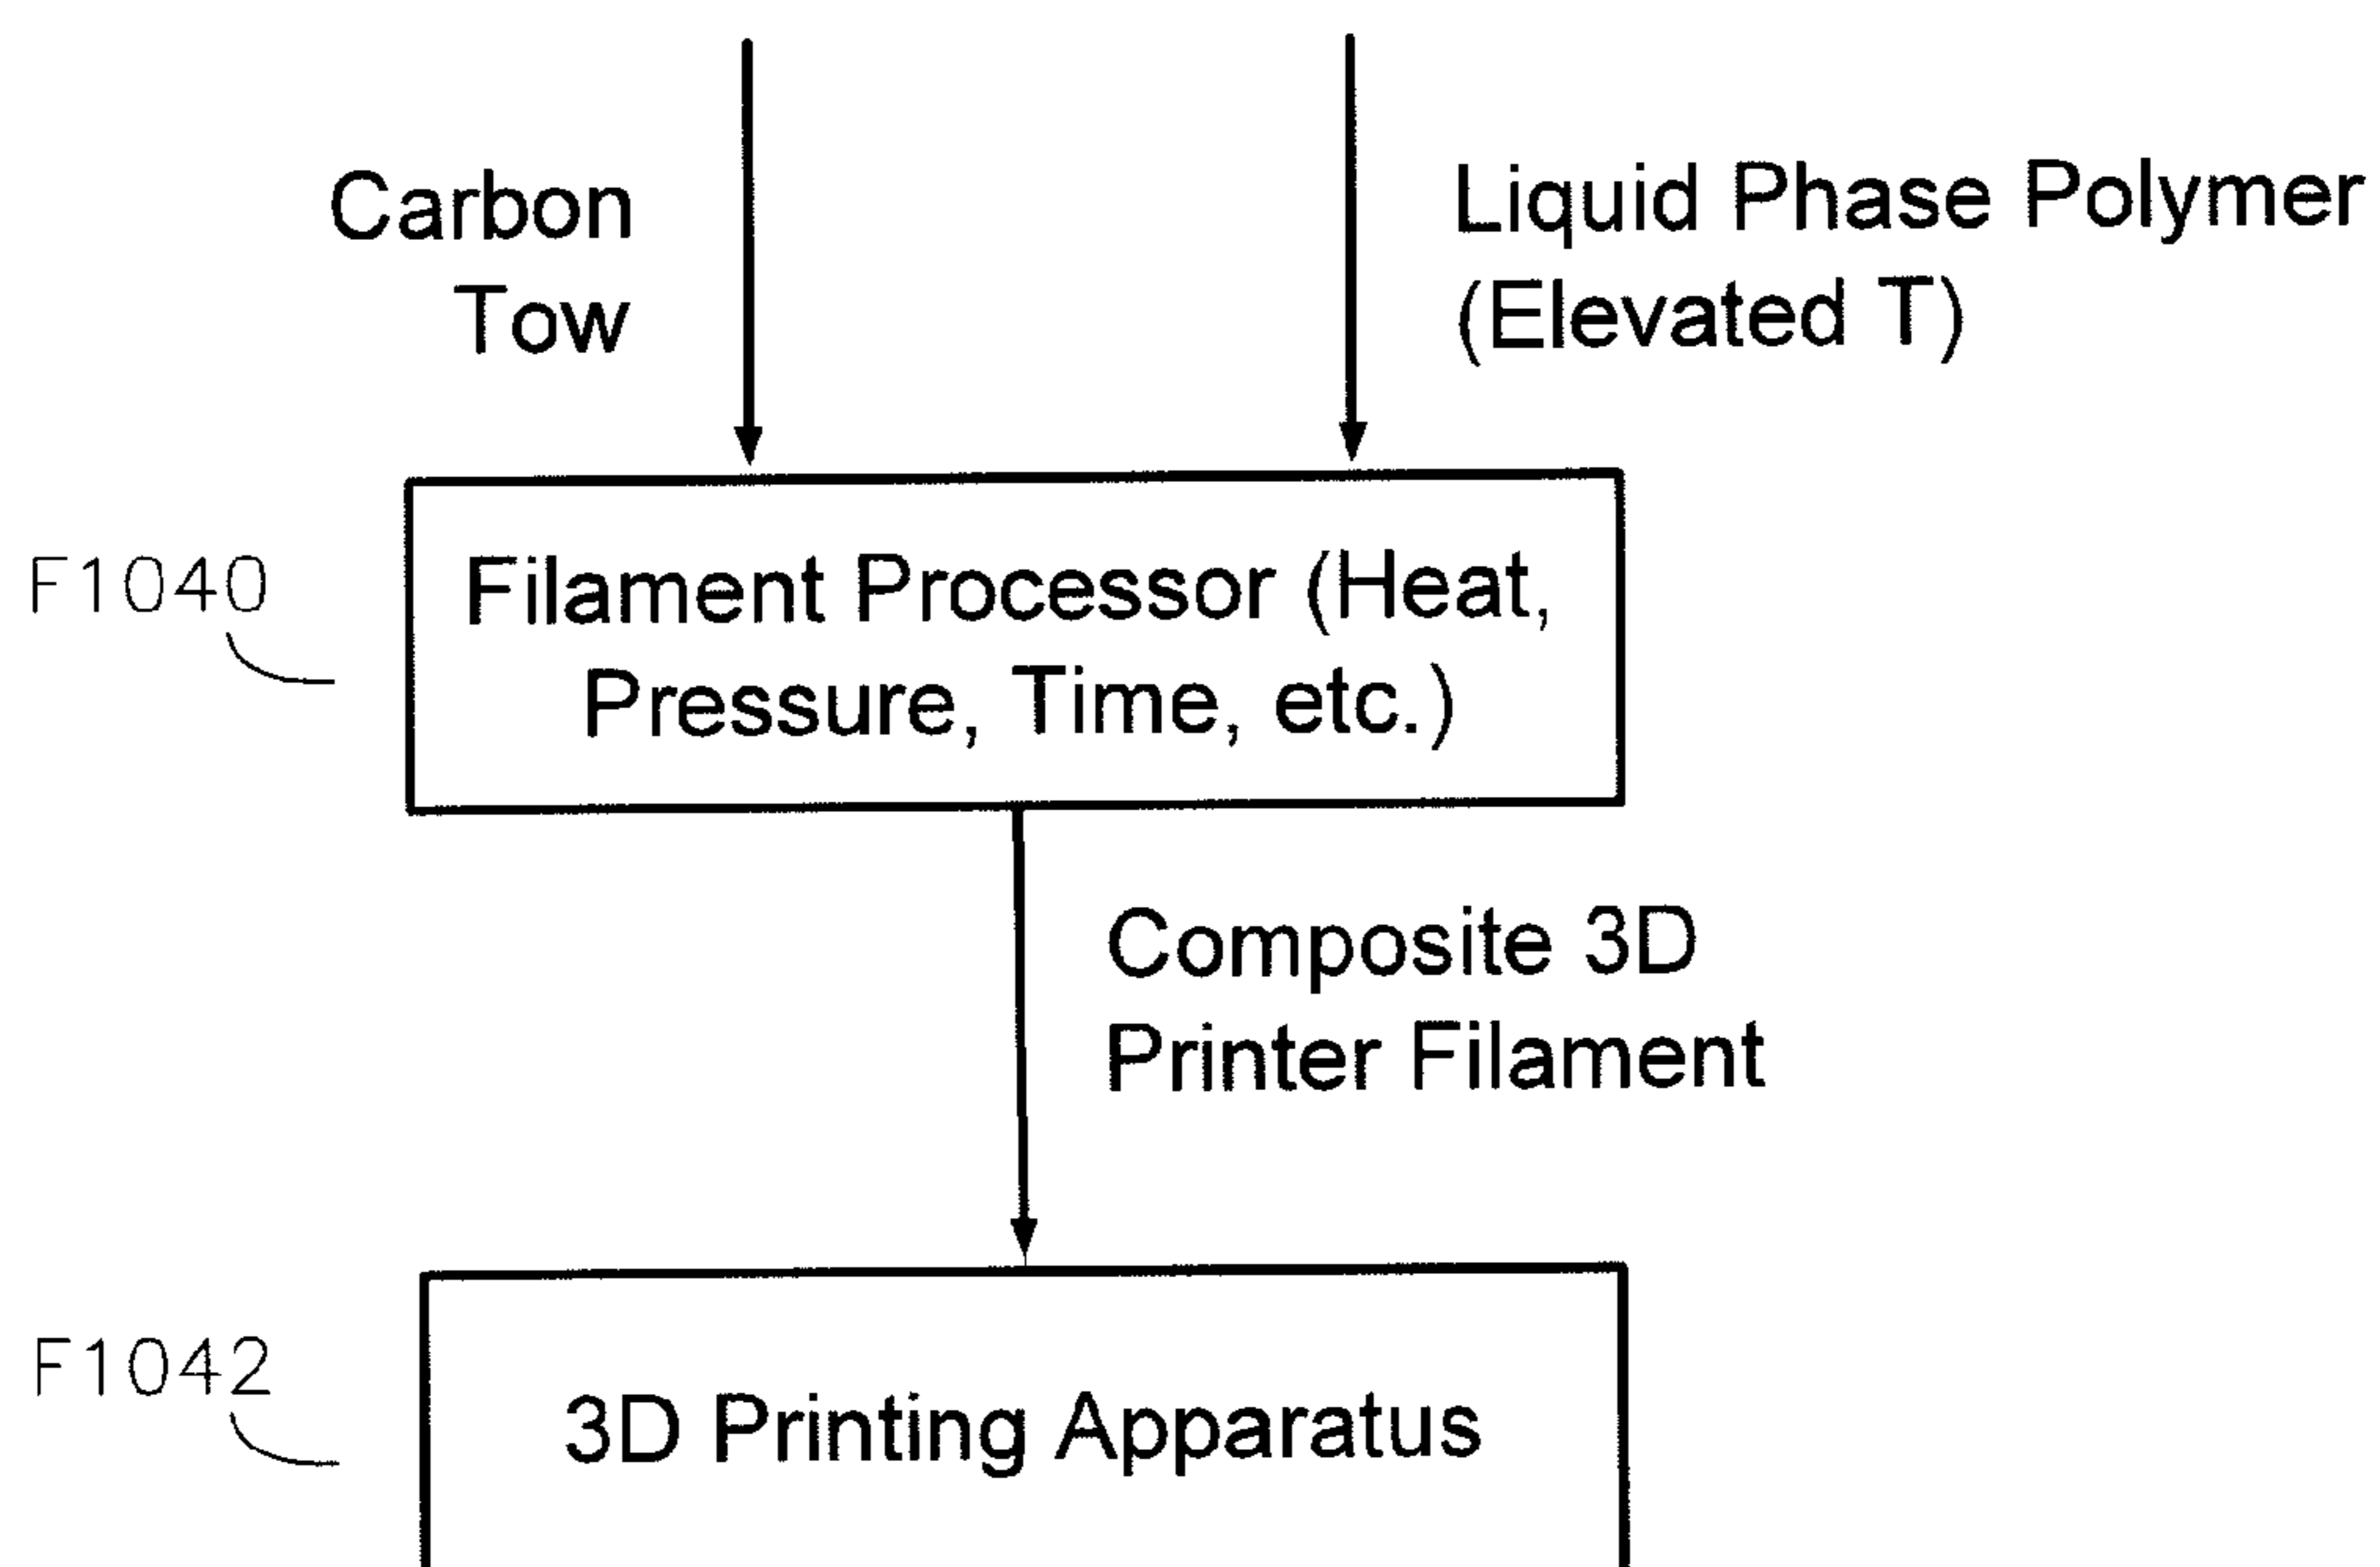 Carbon
Tow
Liquid Phase Polymer
(Elevated T)
F1040
Filament Processor (Heat,
Pressure, Time, etc.)
Composite 3D
Printer Filament
F1042
3D Printing Apparatus